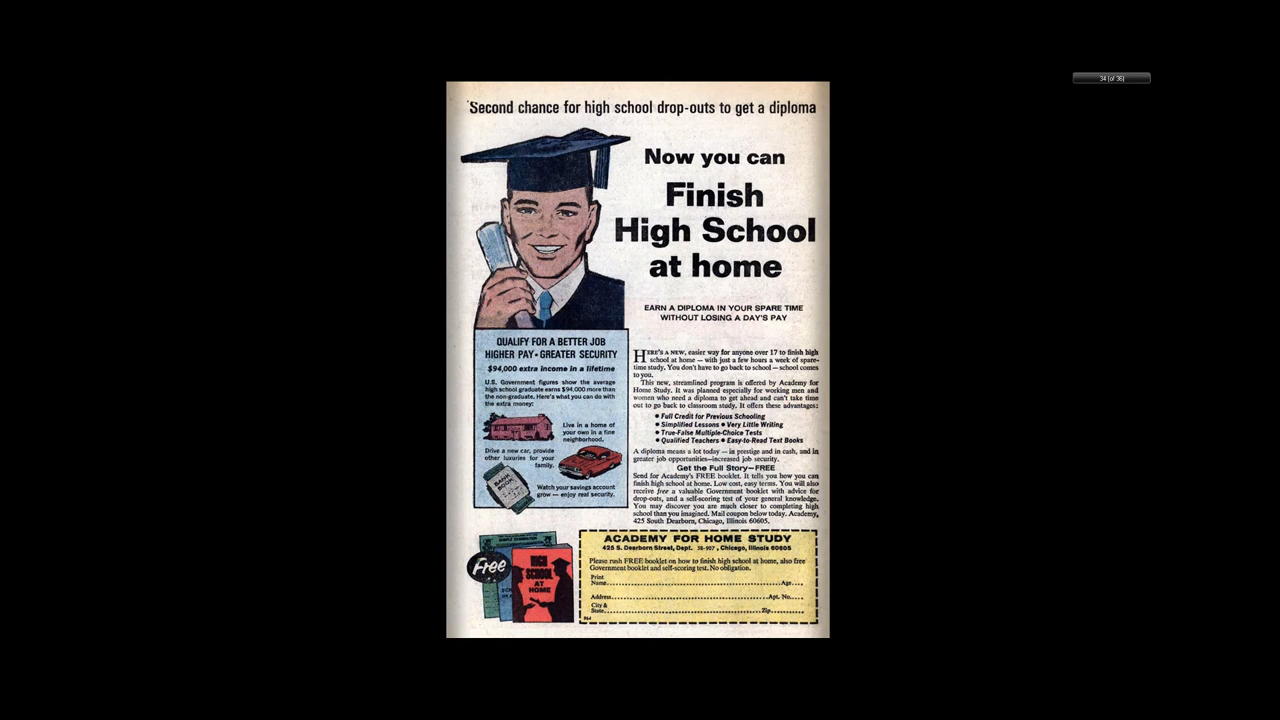 34 (of 36)
Second chance for high school drop-outs to get a diploma
Now you can
Finish
High School
at home
EARN A DIPLOMA IN YOUR SPARE TIME
WITHOUT LOSING A DAY'S PAY
QUALIFY FOR A BETTER JOB
HIGHER PAY • GREATER SECURITY
$94,000 extra income in a lifetime
U.S. Government figures show the average
high school graduate earns $94,000 more than
the non-graduate. Here's what you can do with
the extra money:
Live in a home of
your own in a fine
neighborhood.
Drive a new car, provide
other luxuries for your
family.
BANK
BOOK
Watch your savings account
grow — enjoy real security.
HERE'S A NEW, easier way for anyone over 17 to finish high
school at home — with just a few hours a week of spare-
time study. You don't have to go back to school — school comes
to you.
This new, streamlined program is offered by Academy for
Home Study. It was planned especially for working men and
women who need a diploma to get ahead and can't take time
out to go back to classroom study. It offers these advantages:
• Full Credit for Previous Schooling
• Simplified Lessons • Very Little Writing
• True-False Multiple-Choice Tests
• Qualified Teachers • Easy-to-Read Text Books
A diploma means a lot today — in prestige and in cash, and in
greater job opportunities—increased job security.
Get the Full Story—FREE
Send for Academy's FREE booklet. It tells you how you can
finish high school at home. Low cost, easy terms. You will also
receive free a valuable Government booklet with advice for
drop-outs, and a self-scoring test of your general knowledge.
You may discover you are much closer to completing high
school than you imagined. Mail coupon below today. Academy,
425 South Dearborn, Chicago, Illinois 60605.
Free
HIGH
SCHOOL
AT
HOME
ACADEMY FOR HOME STUDY
425 S. Dearborn Street, Dept. 58-907, Chicago, Illinois 60605
Please rush FREE booklet on how to finish high school at home, also free
Government booklet and self-scoring test. No obligation.
Print
Name Age
Address Apt. No.
City &
State Zip